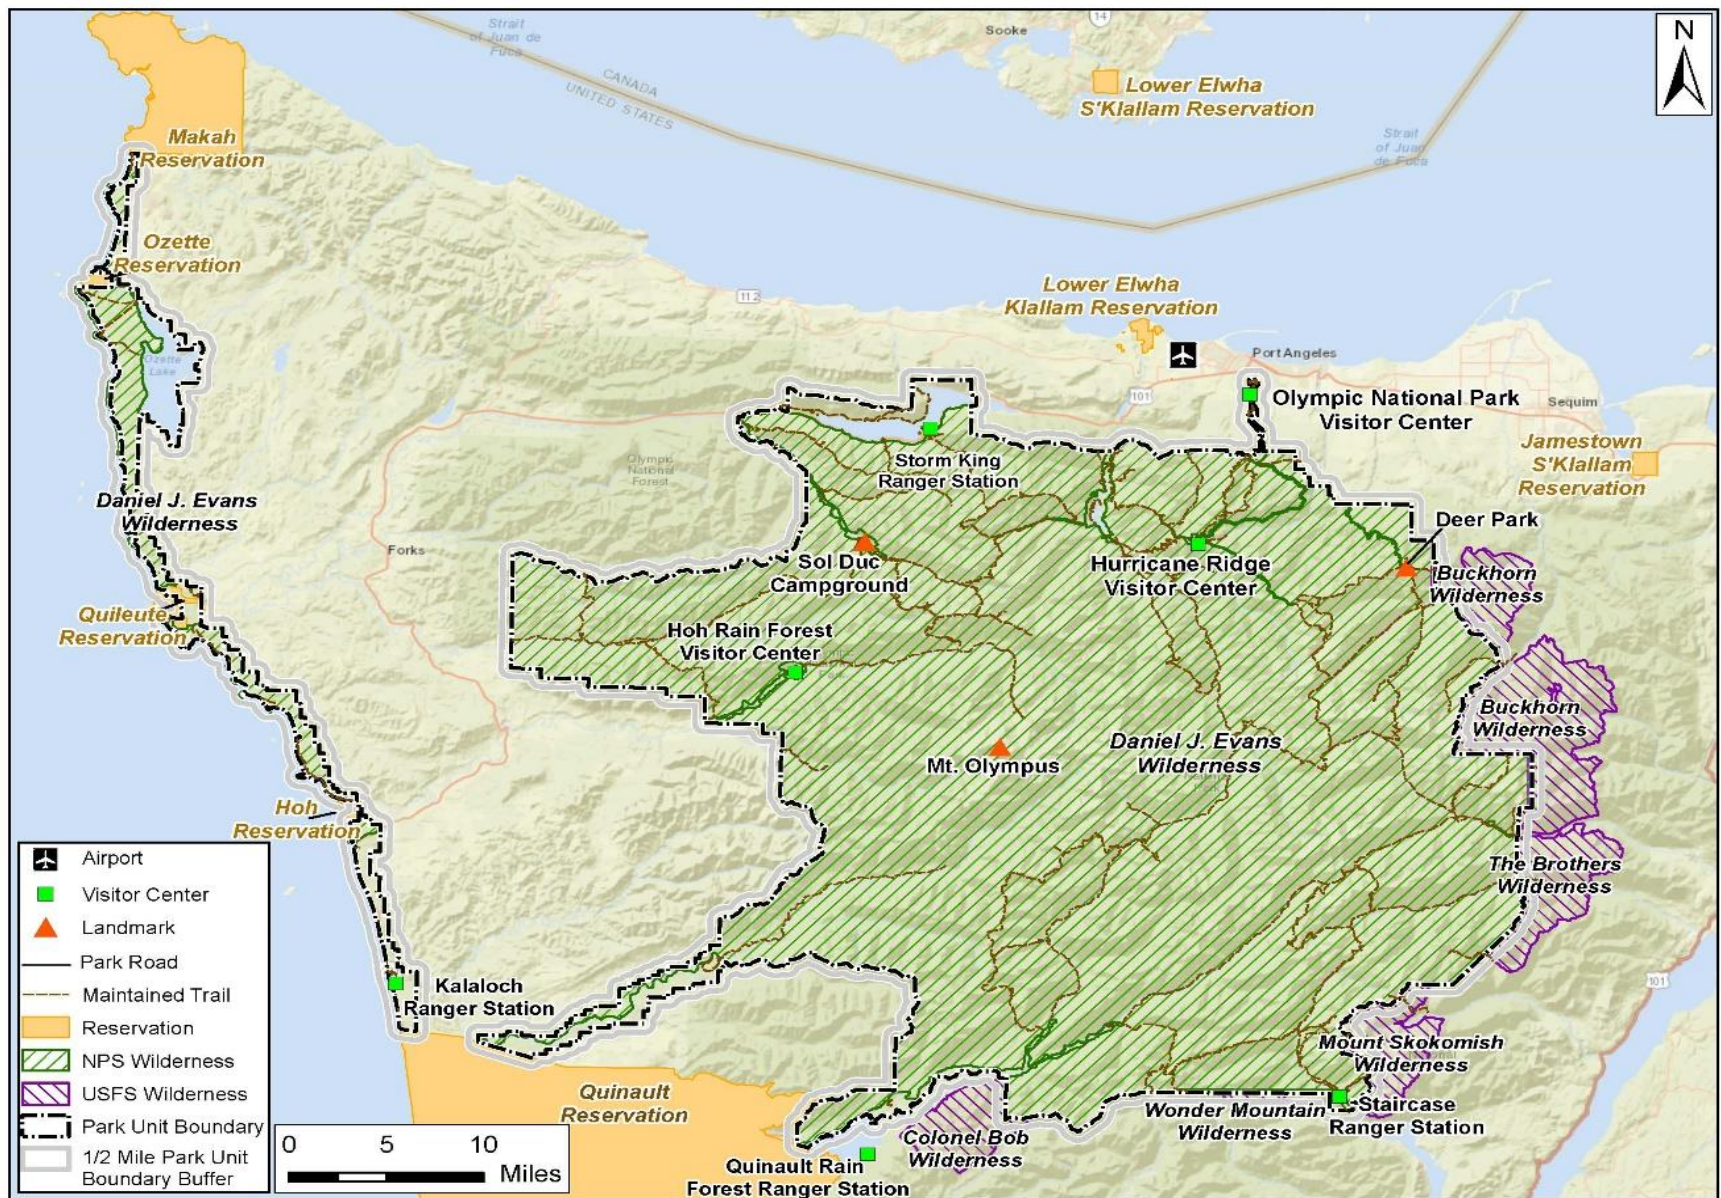 Strait
of Juan de
Fuca
Sooke
14
N
CANADA
UNITED STATES
Lower Elwha
S'Klallam Reservation
Strait
of Juan
de Fuca
Makah
Reservation
Ozette
Reservation
112
Lower Elwha
Klallam Reservation
Port Angeles
Ozette
Lake
101
Olympic National Park
Visitor Center
Sequim
Jamestown
S'Klallam
Reservation
Olympic
National
Forest
Storm King
Ranger Station
Daniel J. Evans
Wilderness
Deer Park
Forks
Sol Duc
Campground
Hurricane Ridge
Visitor Center
Buckhorn
Wilderness
Quileute
Reservation
Hoh Rain Forest
Visitor Center
Buckhorn
Wilderness
Mt. Olympus
Daniel J. Evans
Wilderness
Hoh
Reservation
The Brothers
Wilderness
Kalaloch
Ranger Station
101
Mount Skokomish
Wilderness
Quinault
Reservation
Wonder Mountain
Wilderness
Staircase
Ranger Station
Colonel Bob
Wilderness
Quinault Rain
Forest Ranger Station
Airport
Visitor Center
Landmark
Park Road
Maintained Trail
Reservation
NPS Wilderness
USFS Wilderness
Park Unit Boundary
1/2 Mile Park Unit
Boundary Buffer
0 5 10
Miles